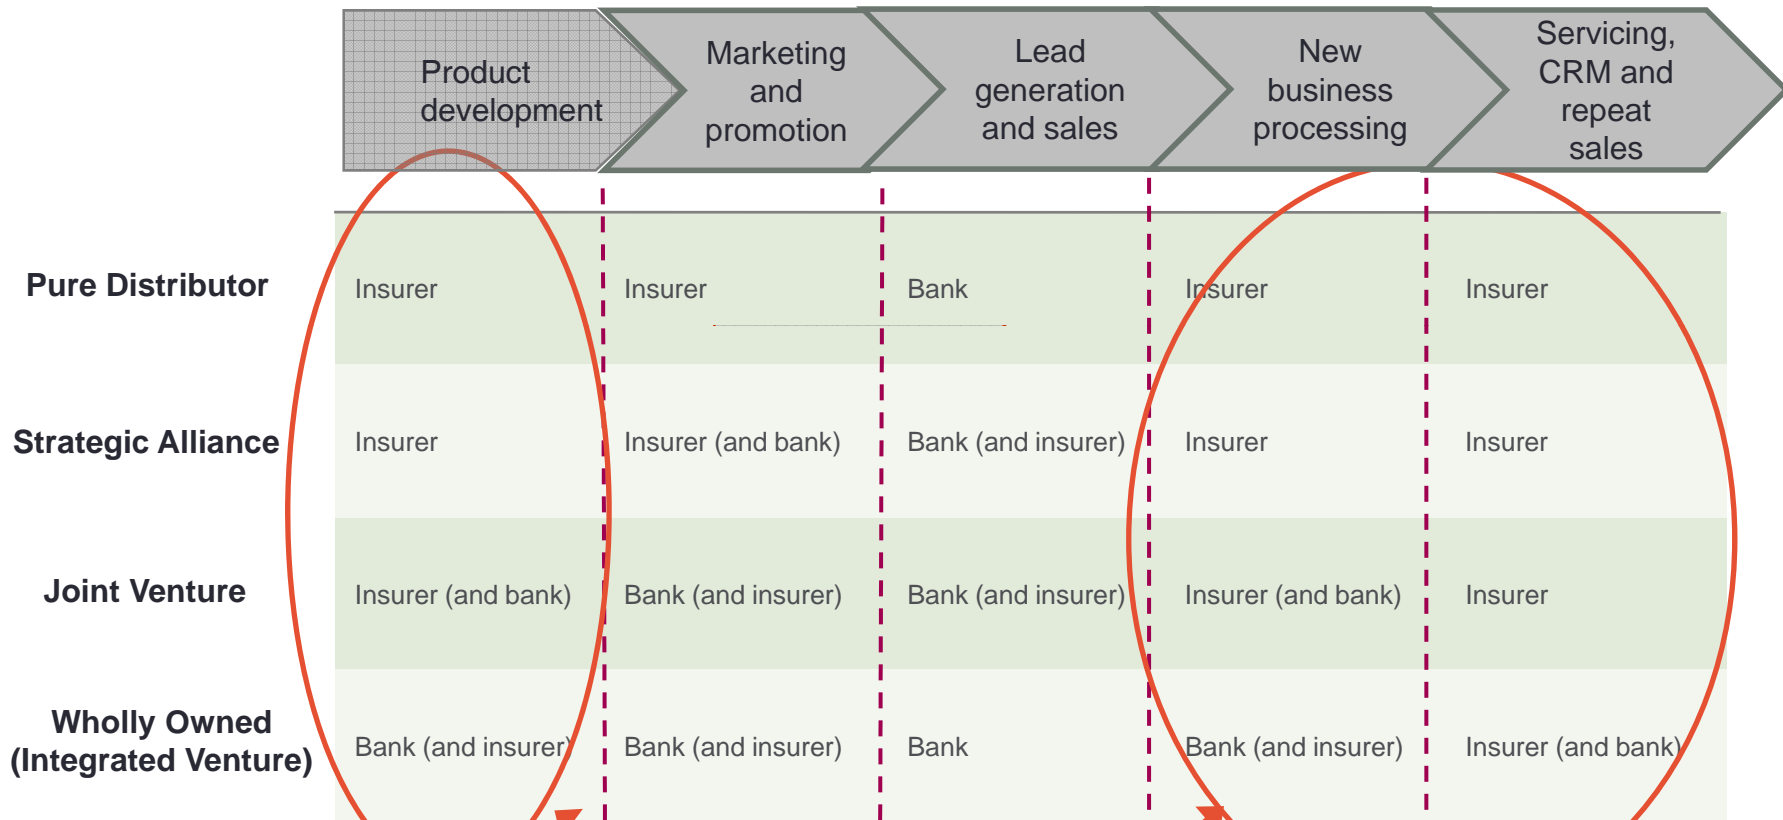 Product
development
Marketing
and
promotion
Lead
generation
and sales
New
business
processing
Servicing,
CRM and
repeat
sales
Pure Distributor
Insurer
Insurer
Bank
Insurer
Insurer
Strategic Alliance
Insurer
Insurer (and bank)
Bank (and insurer)
Insurer
Insurer
Joint Venture
Insurer (and bank)
Bank (and insurer)
Bank (and insurer)
Insurer (and bank)
Insurer
Wholly Owned
(Integrated Venture)
Bank (and insurer)
Bank (and insurer)
Bank
Bank (and insurer)
Insurer (and bank)